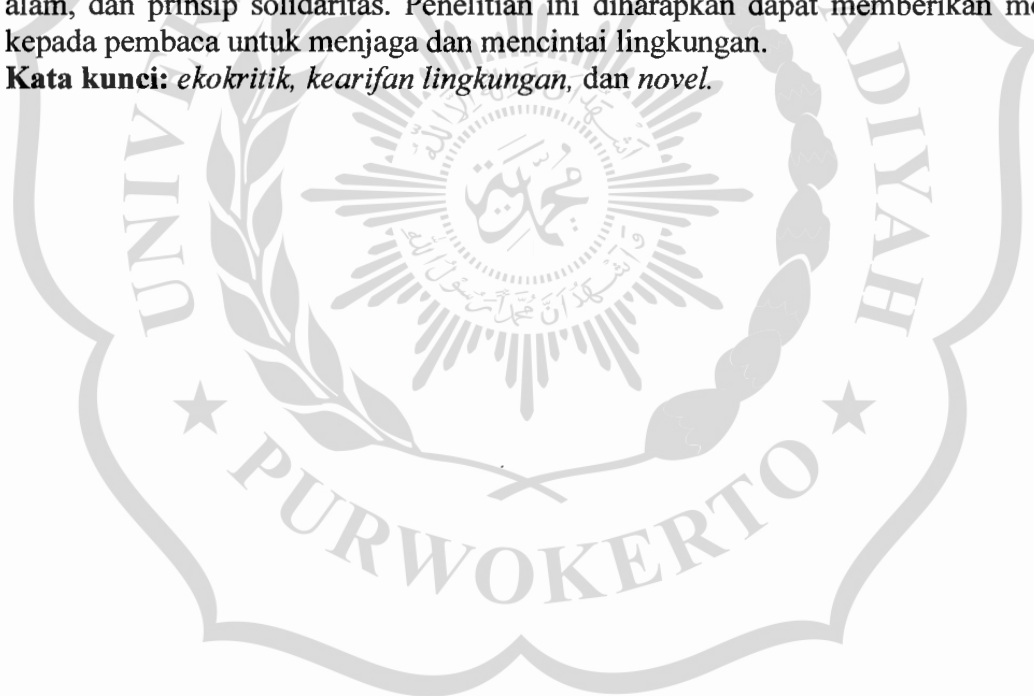 alam, dan prinsip solidaritas. Penelitian ini diharapkan dapat memberikan
kepada pembaca untuk menjaga dan mencintai lingkungan.
Kata kunci: ekokritik, kearifan lingkungan, dan novel.
محمدية
PURWOKERTO